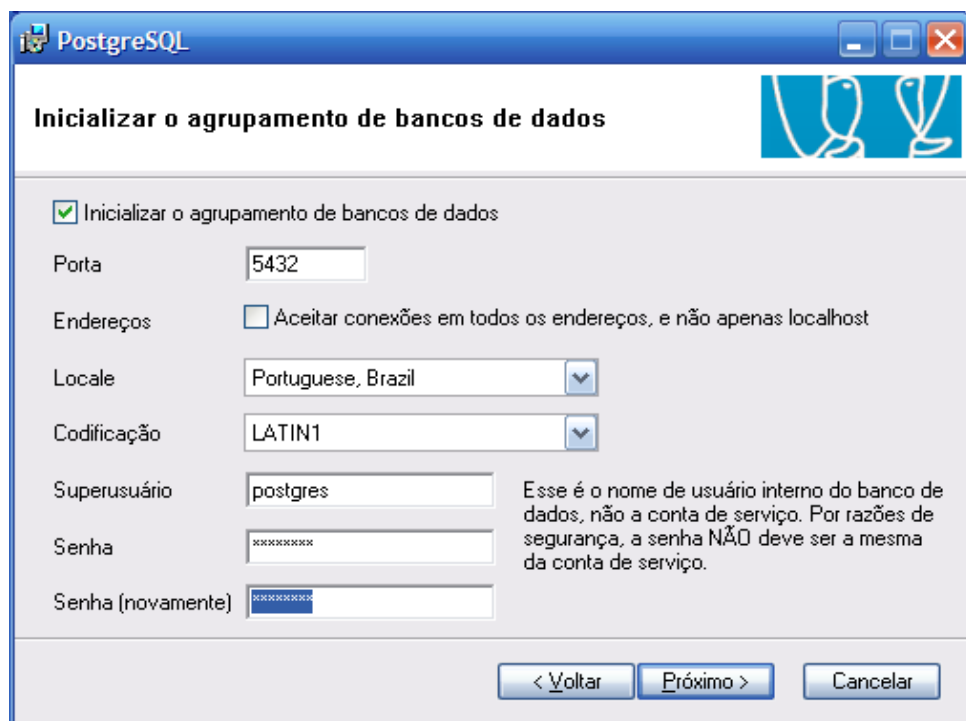 PostgreSQL
Inicializar o agrupamento de bancos de dados
Inicializar o agrupamento de bancos de dados
Porta
5432
Endereços
Aceitar conexões em todos os endereços, e não apenas localhost
Locale
Portuguese, Brazil
Codificação
LATIN1
Superusuário
postgres
Esse é o nome de usuário interno do banco de
dados, não a conta de serviço. Por razões de
segurança, a senha NÃO deve ser a mesma
da conta de serviço.
Senha
********
Senha (novamente)
********
< Voltar
Próximo >
Cancelar